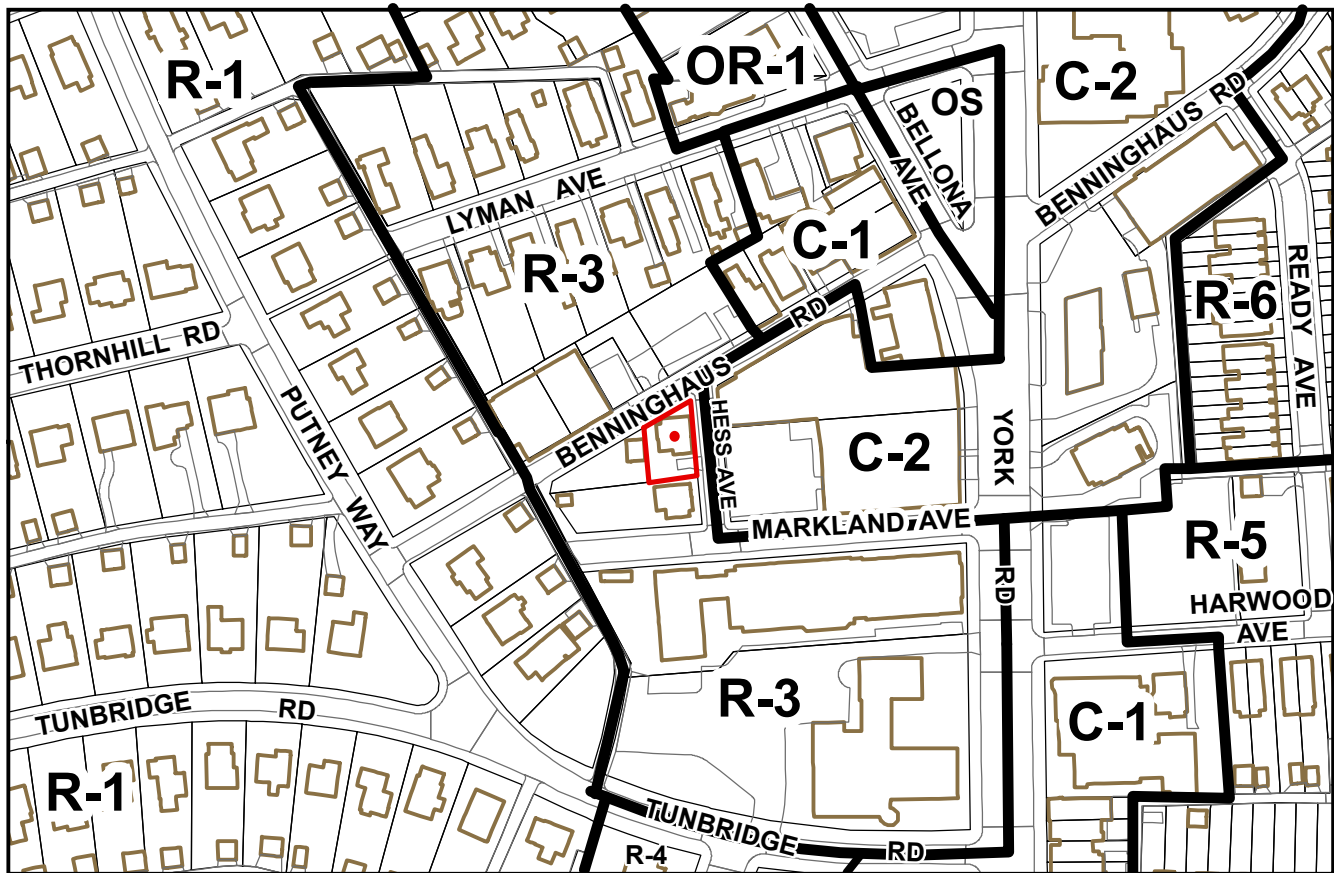 R-1
OR-1
OS
C-2
BENNINGHAUS RD
BELLONA
AVE
LYMAN AVE
C-1
R-3
R-6
READY AVE
THORNHILL RD
PUTNEY WAY
BENNINGHAUS
RD
HESS AVE
YORK
RD
C-2
MARKLAND AVE
R-5
HARWOOD
AVE
R-3
C-1
TUNBRIDGE RD
R-1
TUNBRIDGE RD
R-4